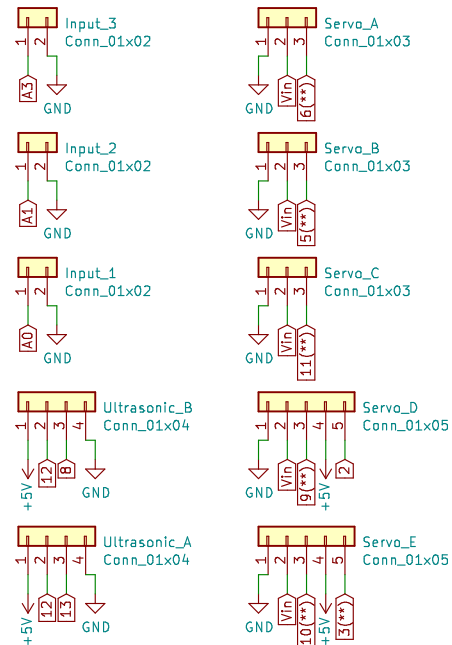 Input_3
Conn_01x02
1
2
A3
GND
Servo_A
Conn_01x03
1
2
3
GND
Vin
6(**)
Input_2
Conn_01x02
1
2
A1
GND
Servo_B
Conn_01x03
1
2
3
GND
Vin
5(**)
Input_1
Conn_01x02
1
2
A0
GND
Servo_C
Conn_01x03
1
2
3
GND
Vin
11(**)
Ultrasonic_B
Conn_01x04
1
2
3
4
+5V
12
8
GND
Servo_D
Conn_01x05
1
2
3
4
5
GND
Vin
9(**)
+5V
2
Ultrasonic_A
Conn_01x04
1
2
3
4
+5V
12
13
GND
Servo_E
Conn_01x05
1
2
3
4
5
GND
Vin
10(**)
+5V
3(**)